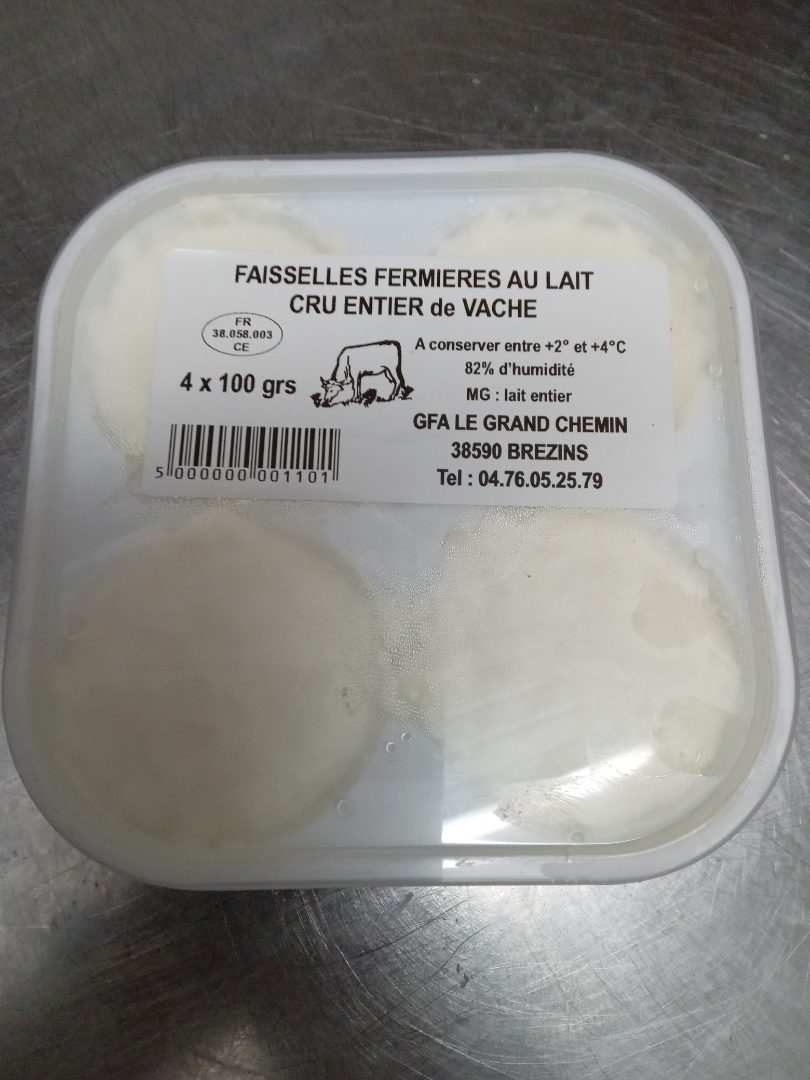 FAISSELLES FERMIERES AU LAIT
CRU ENTIER de VACHE
FR
38.058.003
CE
A conserver entre +2° et +4°C
82% d'humidité
4 x 100 grs
MG : lait entier
GFA LE GRAND CHEMIN
38590 BREZINS
Tel : 04.76.05.25.79
5 000000 001101